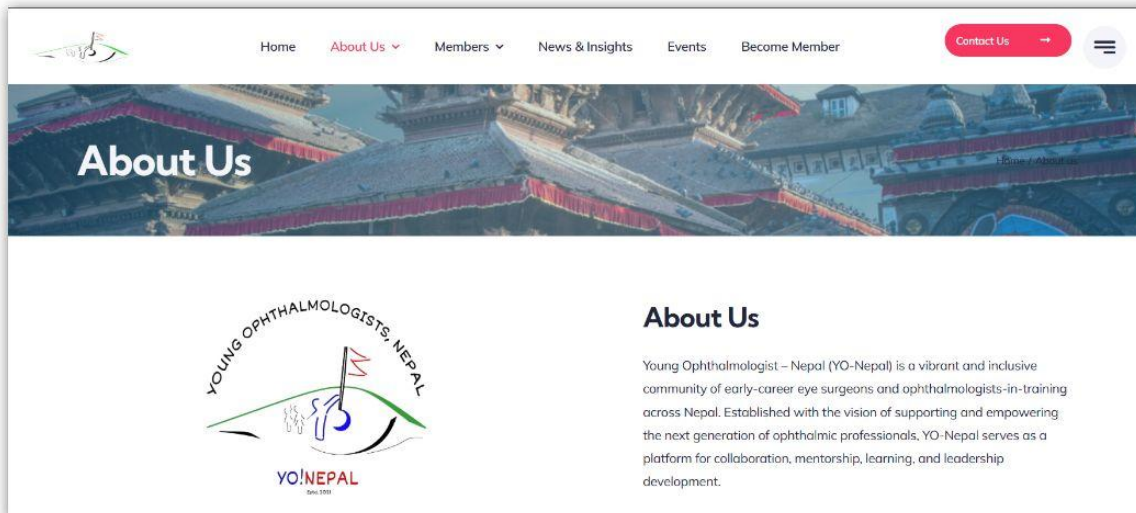 Home About Us Members News & Insights Events Become Member Contact Us →
About Us
Home / About us
YOUNG OPHTHALMOLOGISTS, NEPAL
YO!NEPAL
About Us
Young Ophthalmologist – Nepal (YO-Nepal) is a vibrant and inclusive
community of early-career eye surgeons and ophthalmologists-in-training
across Nepal. Established with the vision of supporting and empowering
the next generation of ophthalmic professionals, YO-Nepal serves as a
platform for collaboration, mentorship, learning, and leadership
development.